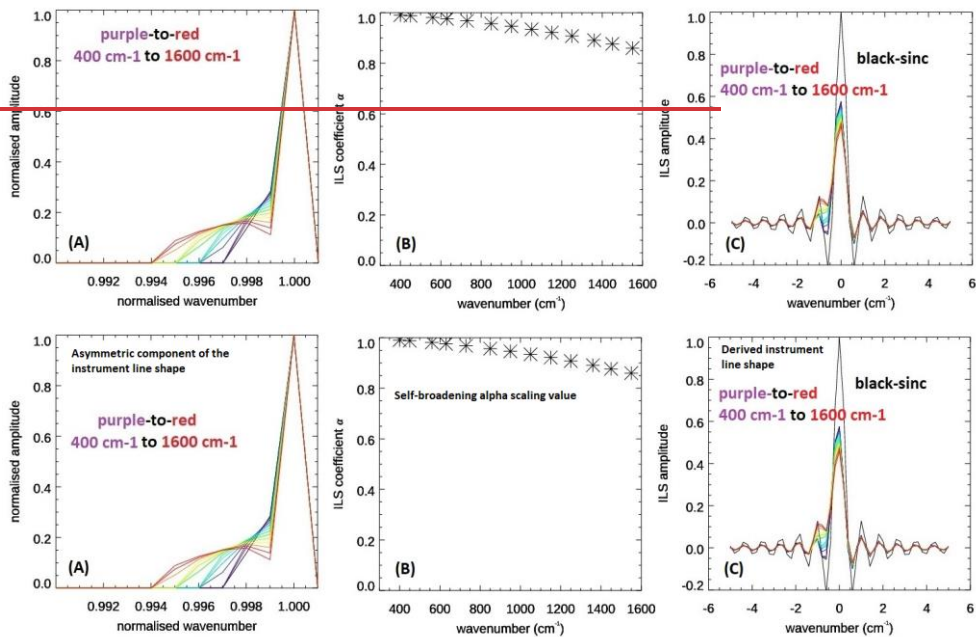 1.0
0.8
0.6
0.4
0.2
0.0
normalised amplitude
purple-to-red
400 cm-1 to 1600 cm-1
(A)
0.992 0.994 0.996 0.998 1.000
normalised wavenumber
1.0
0.8
0.6
0.4
0.2
0.0
ILS coefficient α
(B)
400 600 800 1000 1200 1400 1600
wavenumber (cm⁻¹)
1.0
0.8
0.6
0.4
0.2
0.0
-0.2
ILS amplitude
black-sinc
purple-to-red
400 cm-1 to 1600 cm-1
(C)
-6 -4 -2 0 2 4 6
wavenumber (cm⁻¹)
1.0
0.8
0.6
0.4
0.2
0.0
normalised amplitude
Asymmetric component of the
instrument line shape
purple-to-red
400 cm-1 to 1600 cm-1
(A)
0.992 0.994 0.996 0.998 1.000
normalised wavenumber
1.0
0.8
0.6
0.4
0.2
0.0
ILS coefficient α
Self-broadening alpha scaling value
(B)
400 600 800 1000 1200 1400 1600
wavenumber (cm⁻¹)
1.0
0.8
0.6
0.4
0.2
0.0
-0.2
ILS amplitude
Derived instrument
line shape
black-sinc
purple-to-red
400 cm-1 to 1600 cm-1
(C)
-6 -4 -2 0 2 4 6
wavenumber (cm⁻¹)